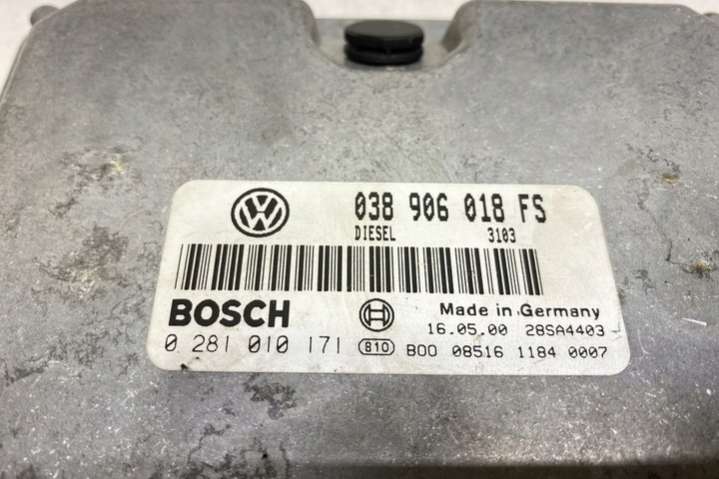 038 906 018 FS
DIESEL 3103
BOSCH
Made in Germany
16.05.00 28SA4403
0 281 010 171 810 B00 08516 1184 0007